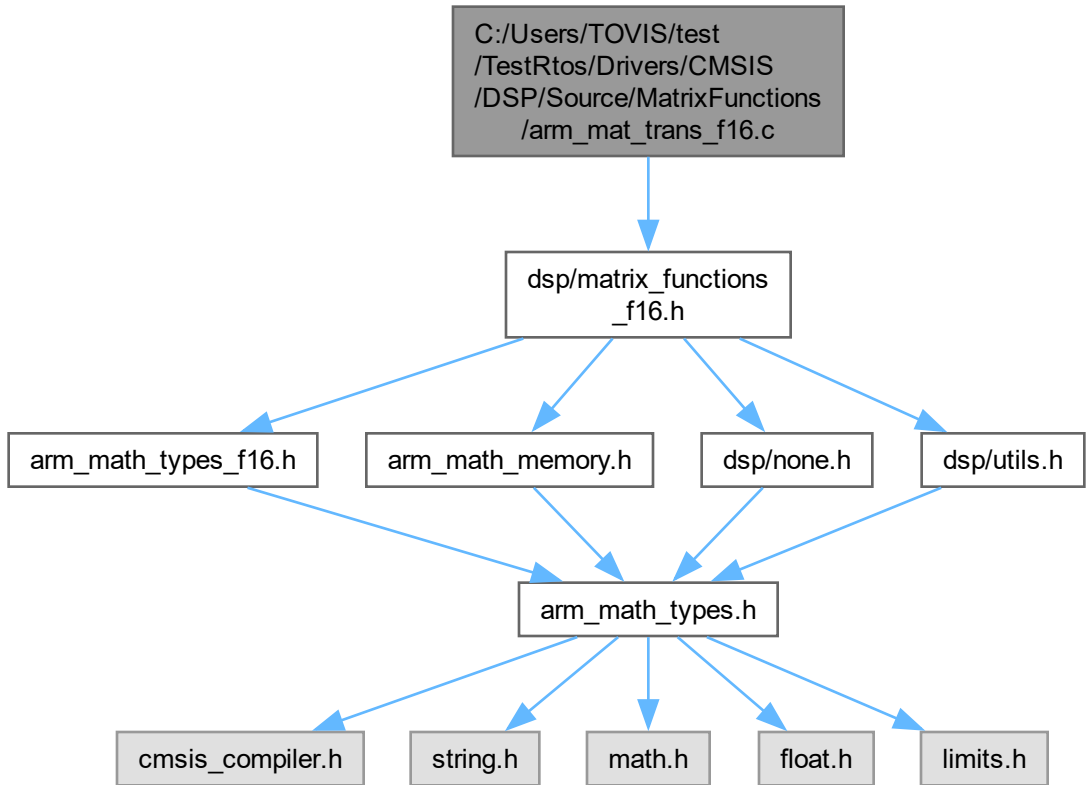 C:/Users/TOVIS/test
/TestRtos/Drivers/CMSIS
/DSP/Source/MatrixFunctions
/arm_mat_trans_f16.c
dsp/matrix_functions
_f16.h
arm_math_types_f16.h
arm_math_memory.h
dsp/none.h
dsp/utils.h
arm_math_types.h
cmsis_compiler.h
string.h
math.h
float.h
limits.h